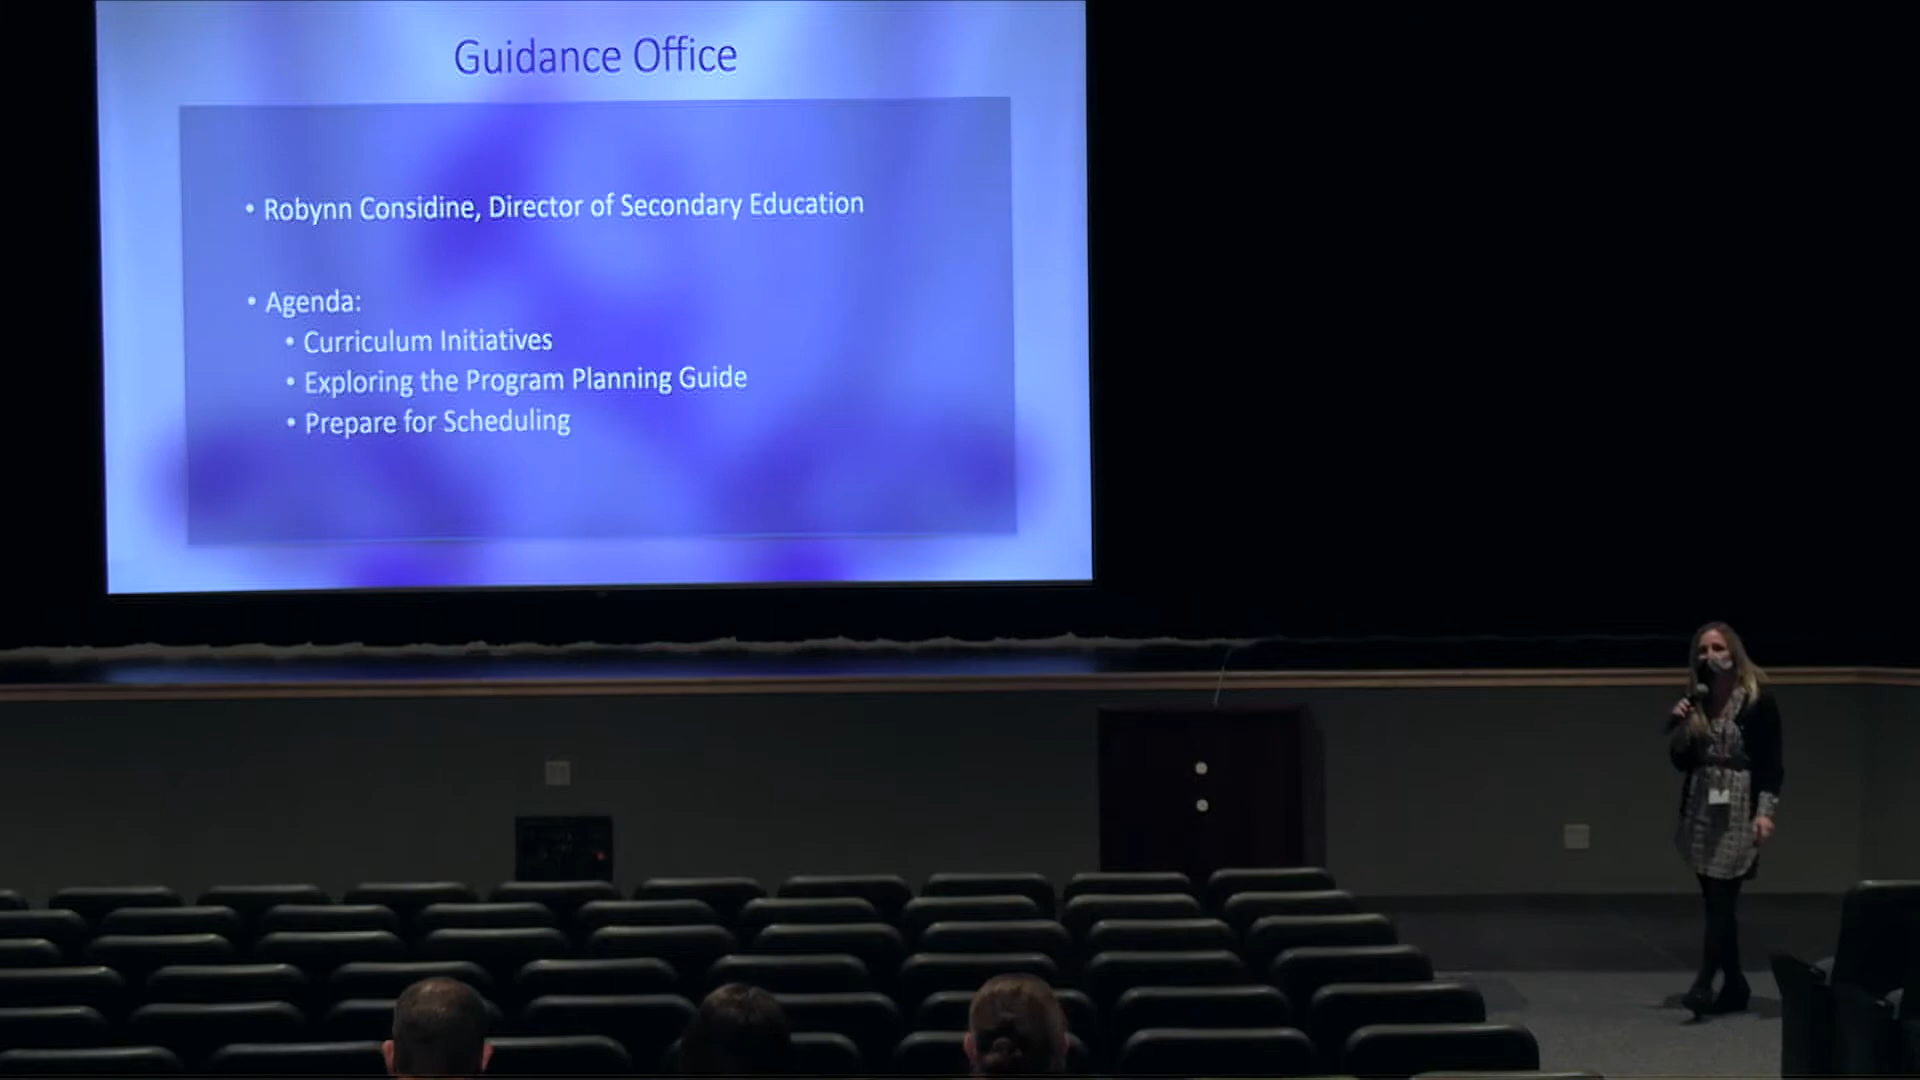 Guidance Office
• Robynn Considine, Director of Secondary Education
• Agenda:
• Curriculum Initiatives
• Exploring the Program Planning Guide
• Prepare for Scheduling